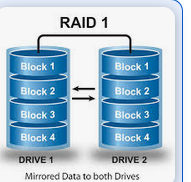 RAID 1
Block 1 Block 1
Block 2 Block 2
Block 3 Block 3
Block 4 Block 4
DRIVE 1 DRIVE 2
Mirrored Data to both Drives